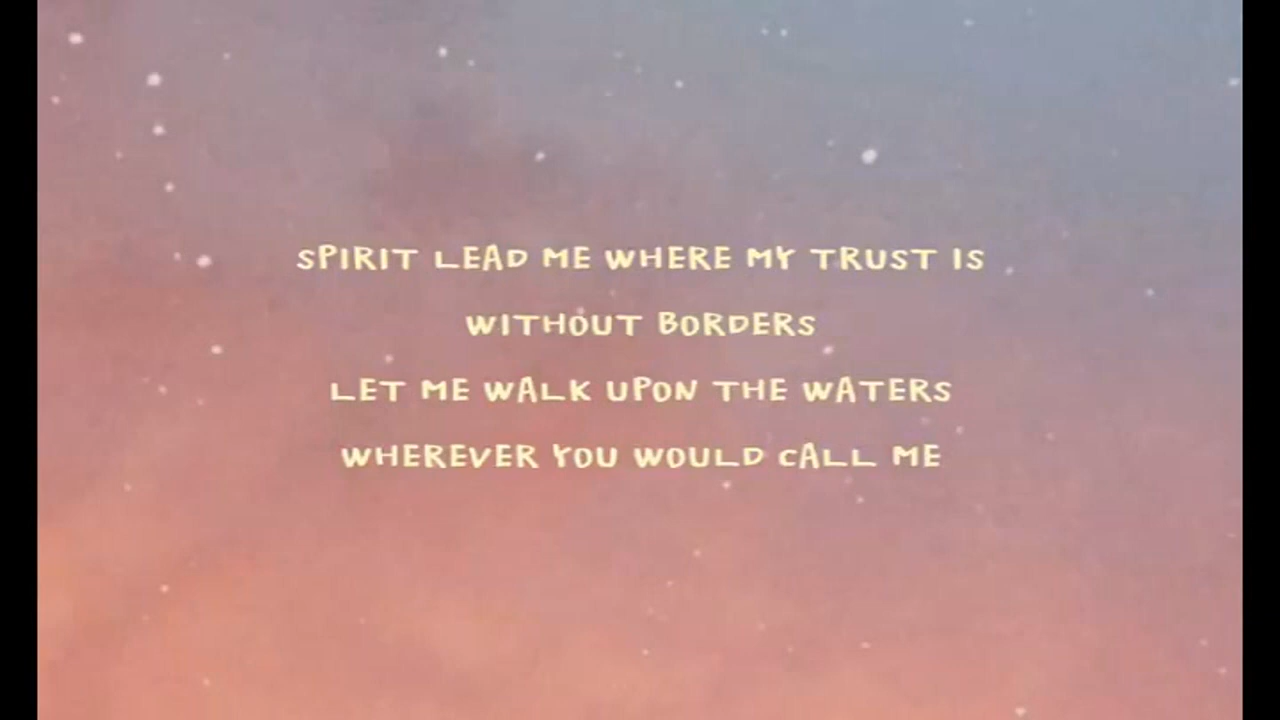 SPIRIT LEAD ME WHERE MY TRUST IS
WITHOUT BORDERS
LET ME WALK UPON THE WATERS
WHEREVER YOU WOULD CALL ME